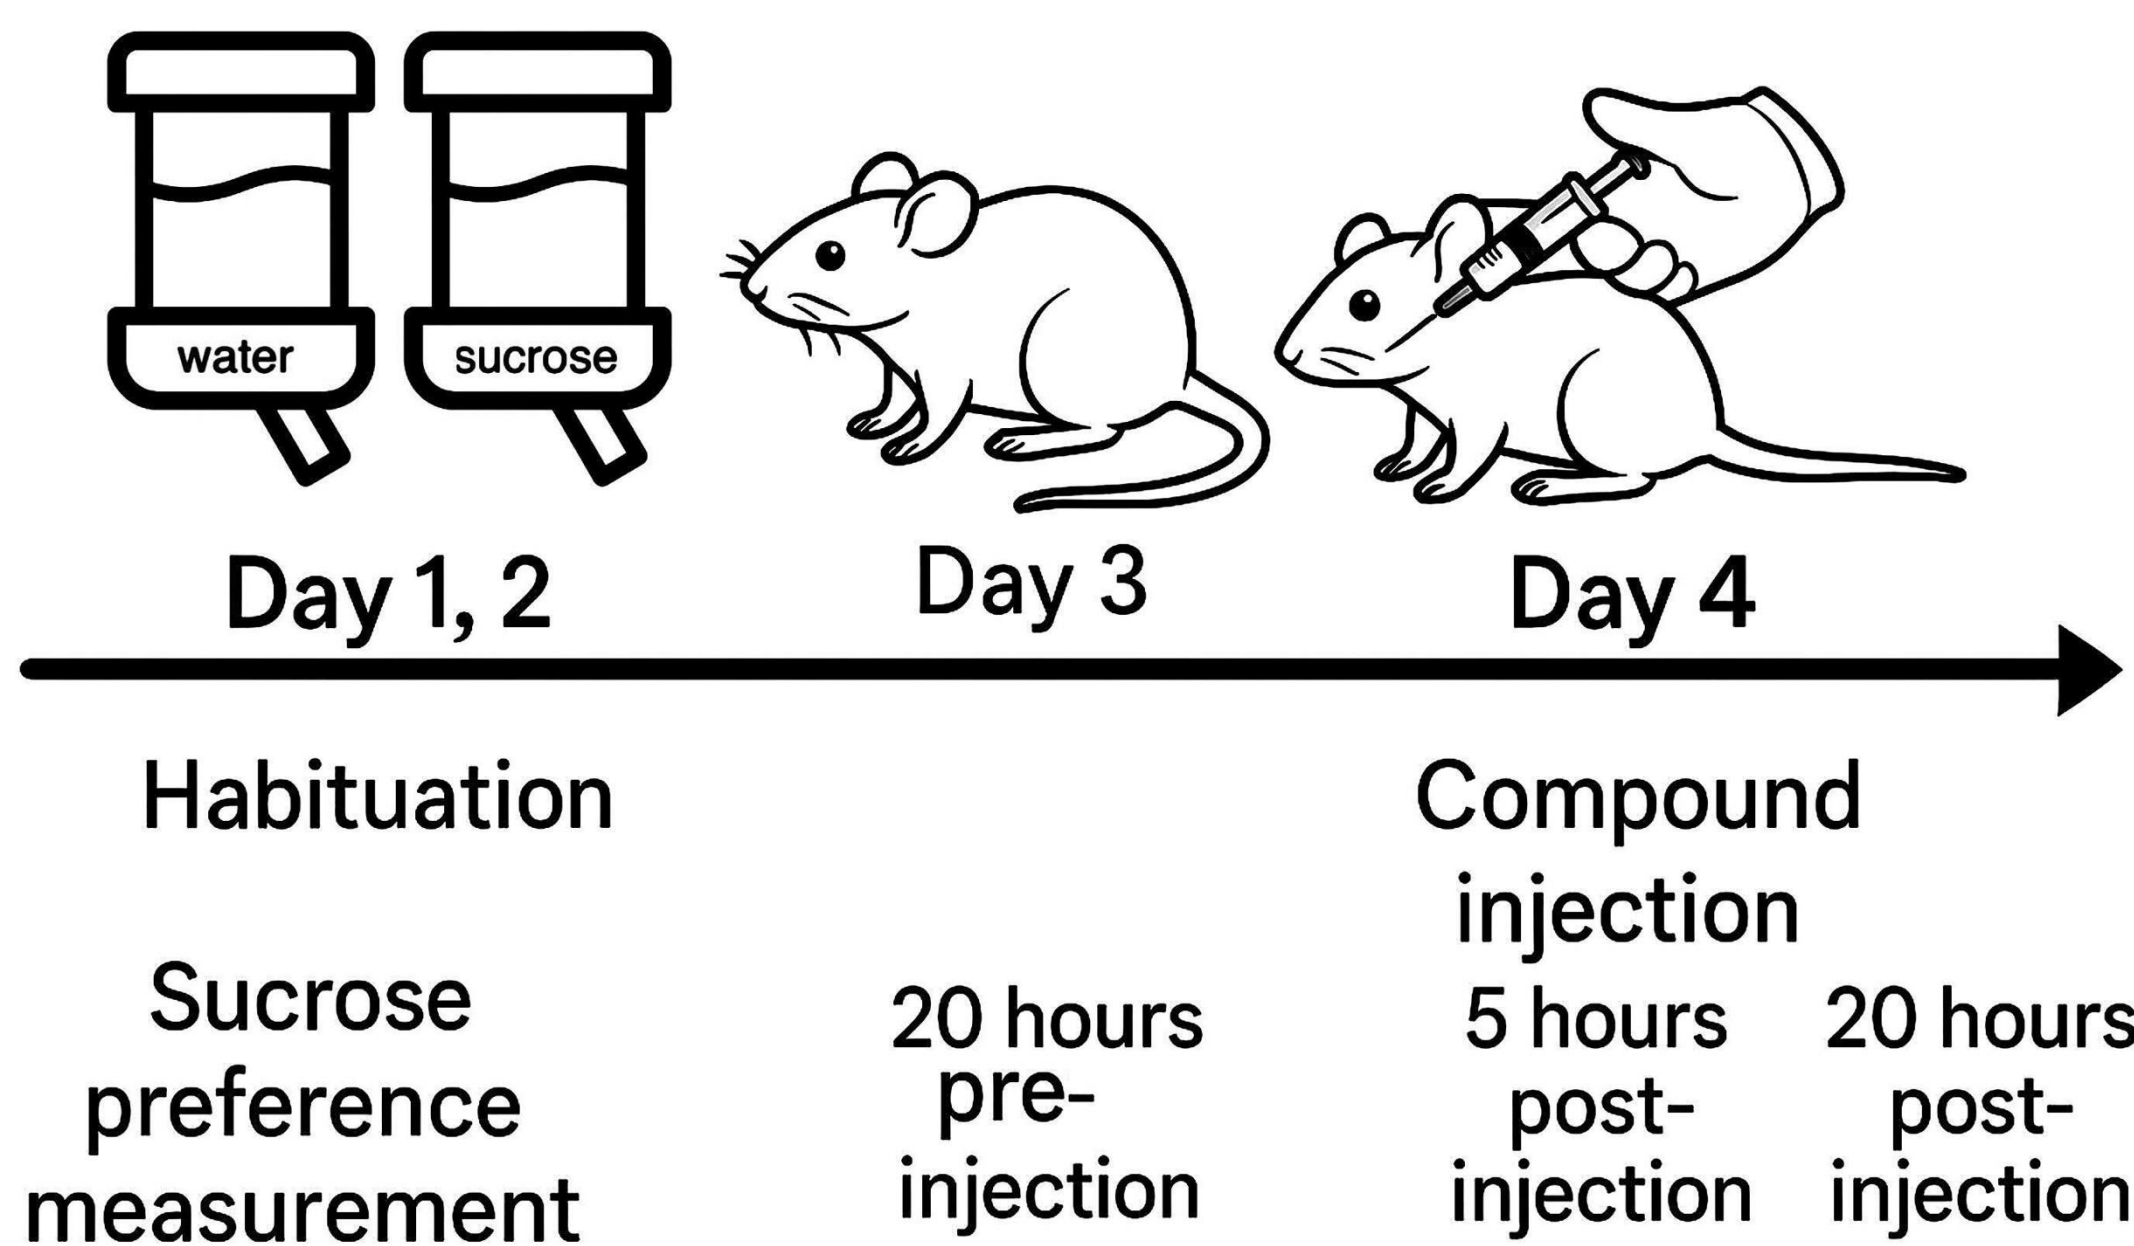 water
sucrose
Day 1, 2
Day 3
Day 4
Habituation
Compound
injection
Sucrose
preference
measurement
20 hours
pre-
injection
5 hours
post-
injection
20 hours
post-
injection